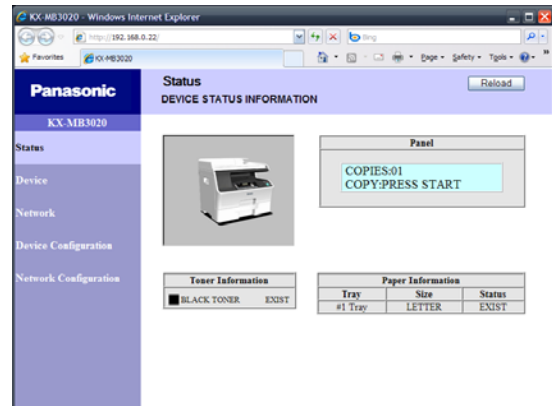 KX-MB3020 - Windows Internet Explorer
http://192.168.0.22/
Bing
Favorites KX-MB3020 Page Safety Tools
Panasonic
KX-MB3020
Status
Device
Network
Device Configuration
Network Configuration
Status
DEVICE STATUS INFORMATION
Reload
Panel
COPIES:01
COPY:PRESS START
Toner Information
BLACK TONER EXIST
Paper Information
Tray Size Status
#1 Tray LETTER EXIST